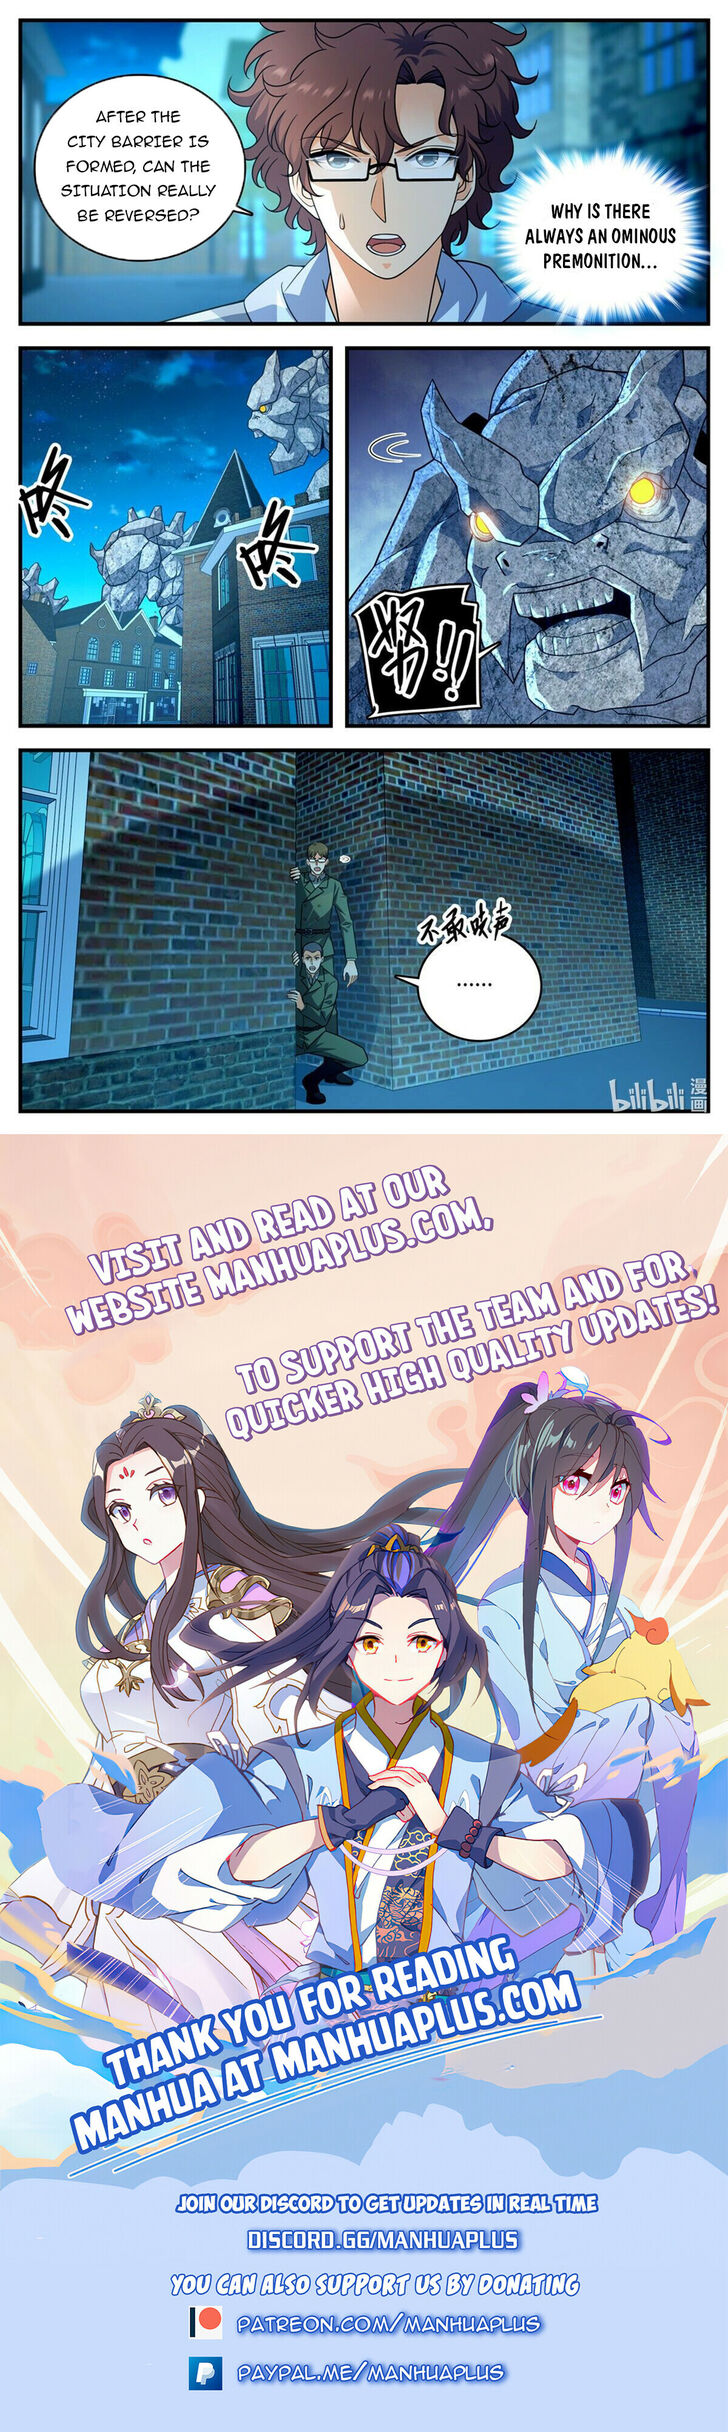 AFTER THE
CITY BARRIER IS
FORMED, CAN THE
SITUATION REALLY
BE REVERSED?
WHY IS THERE
ALWAYS AN OMINOUS
PREMONITION...
咚
咚
努!!
不敢吱声
......
bilibili 漫画
VISIT AND READ AT OUR
WEBSITE MANHUAPLUS.COM,
TO SUPPORT THE TEAM AND FOR
QUICKER HIGH QUALITY UPDATES!
THANK YOU FOR READING
MANHUA AT MANHUAPLUS.COM
JOIN OUR DISCORD TO GET UPDATES IN REAL TIME
DISCORD.GG/MANHUAPLUS
YOU CAN ALSO SUPPORT US BY DONATING
PATREON.COM/MANHUAPLUS
PAYPAL.ME/MANHUAPLUS